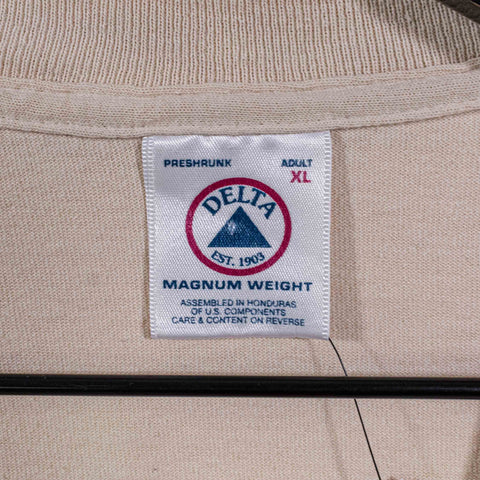 PRESHRUNK ADULT
XL
DELTA
EST. 1903
MAGNUM WEIGHT
ASSEMBLED IN HONDURAS
OF U.S. COMPONENTS
CARE & CONTENT ON REVERSE